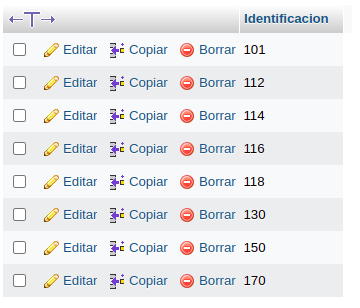 Identificacion
Editar Copiar Borrar 101
Editar Copiar Borrar 112
Editar Copiar Borrar 114
Editar Copiar Borrar 116
Editar Copiar Borrar 118
Editar Copiar Borrar 130
Editar Copiar Borrar 150
Editar Copiar Borrar 170